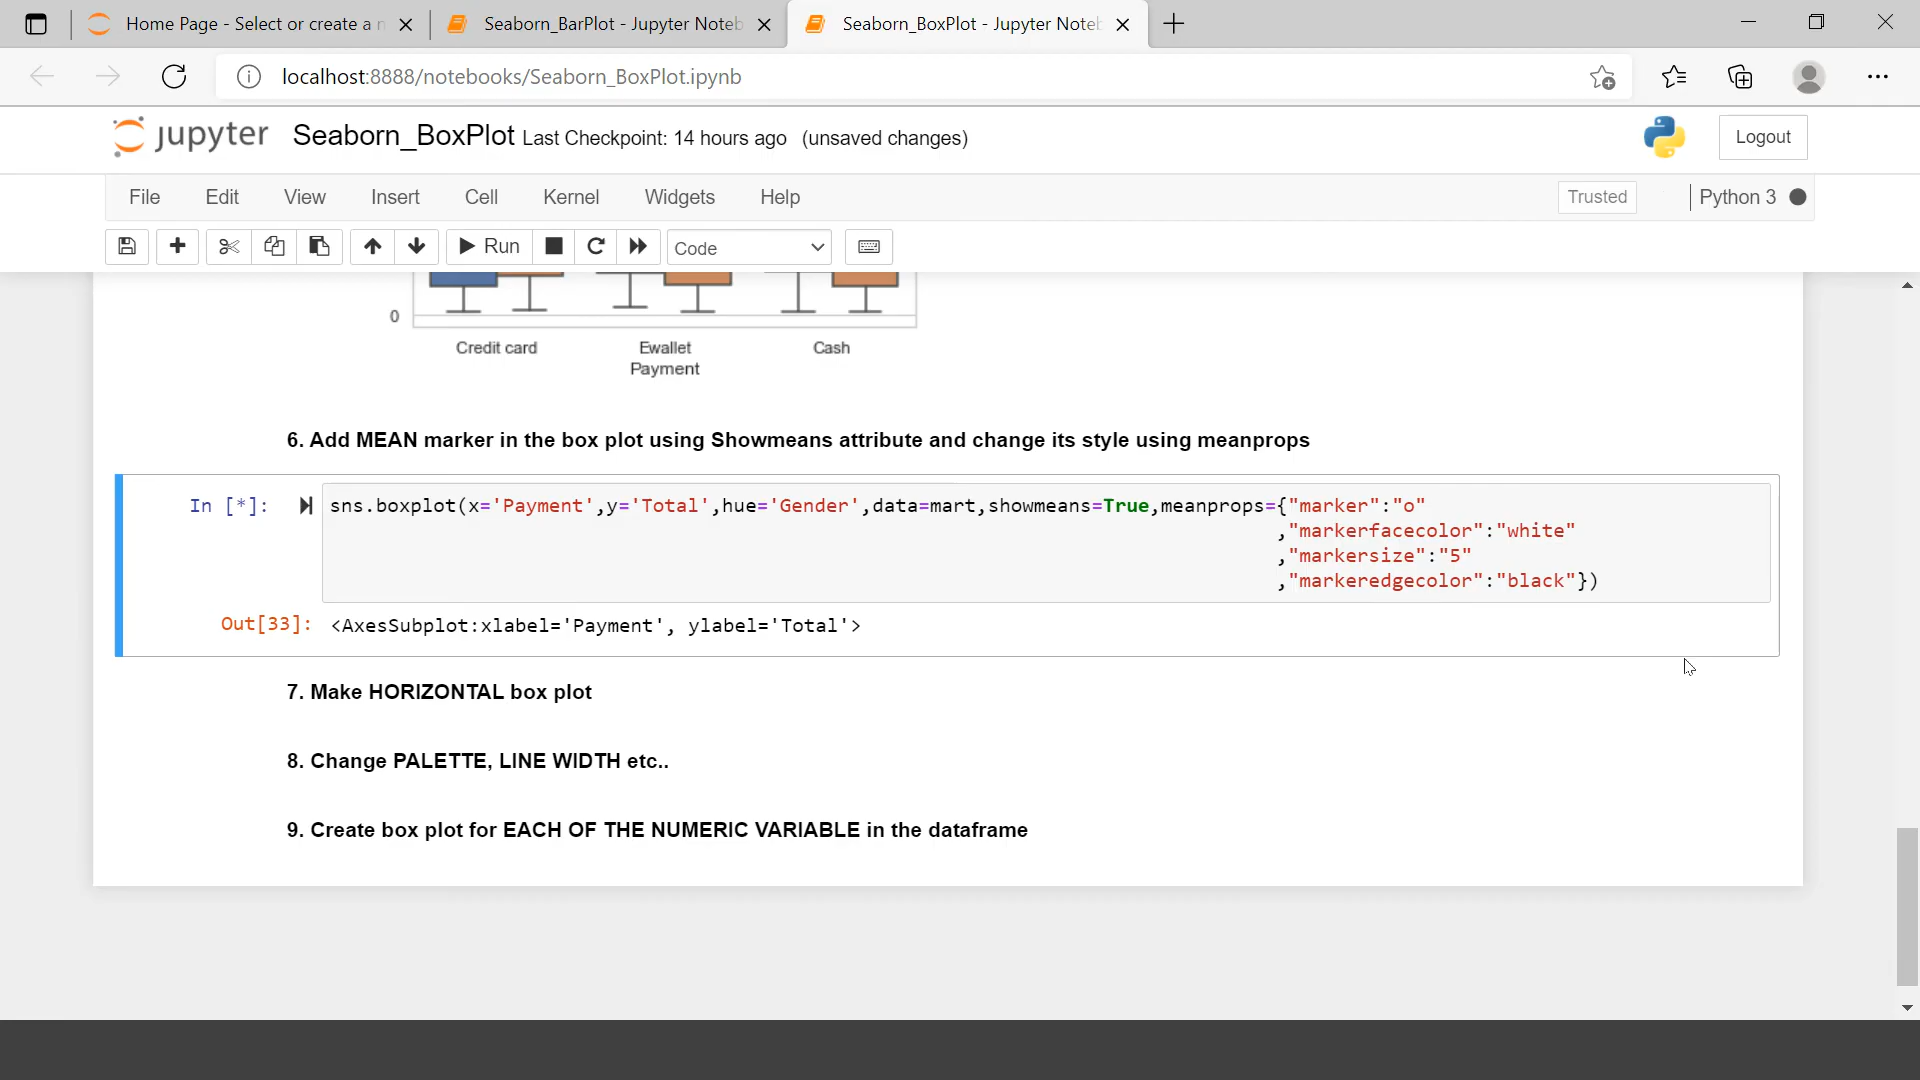 Home Page - Select or create a n
Seaborn_BarPlot - Jupyter Noteb
Seaborn_BoxPlot - Jupyter Noteb
localhost:8888/notebooks/Seaborn_BoxPlot.ipynb
jupyter Seaborn_BoxPlot Last Checkpoint: 14 hours ago (unsaved changes)
Logout
File Edit View Insert Cell Kernel Widgets Help
Trusted
Python 3
Run
Code
0
Credit card Ewallet Cash
Payment
6. Add MEAN marker in the box plot using Showmeans attribute and change its style using meanprops
In [*]: sns.boxplot(x='Payment',y='Total',hue='Gender',data=mart,showmeans=True,meanprops={"marker":"o"
,"markerfacecolor":"white"
,"markersize":"5"
,"markeredgecolor":"black"})
Out[33]: <AxesSubplot:xlabel='Payment', ylabel='Total'>
7. Make HORIZONTAL box plot
8. Change PALETTE, LINE WIDTH etc..
9. Create box plot for EACH OF THE NUMERIC VARIABLE in the dataframe